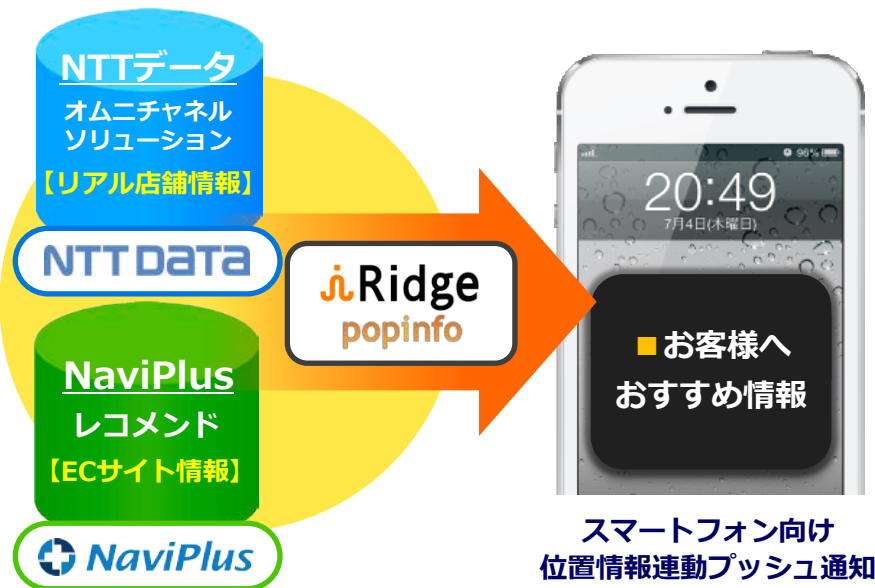 NTTデータ
オムニチャネル
ソリューション
【リアル店舗情報】
NTT DATA
NaviPlus
レコメンド
【ECサイト情報】
NaviPlus
iRidge
popinfo
96%
20:49
7月4日(木曜日)
■お客様へ
おすすめ情報
スマートフォン向け
位置情報連動プッシュ通知